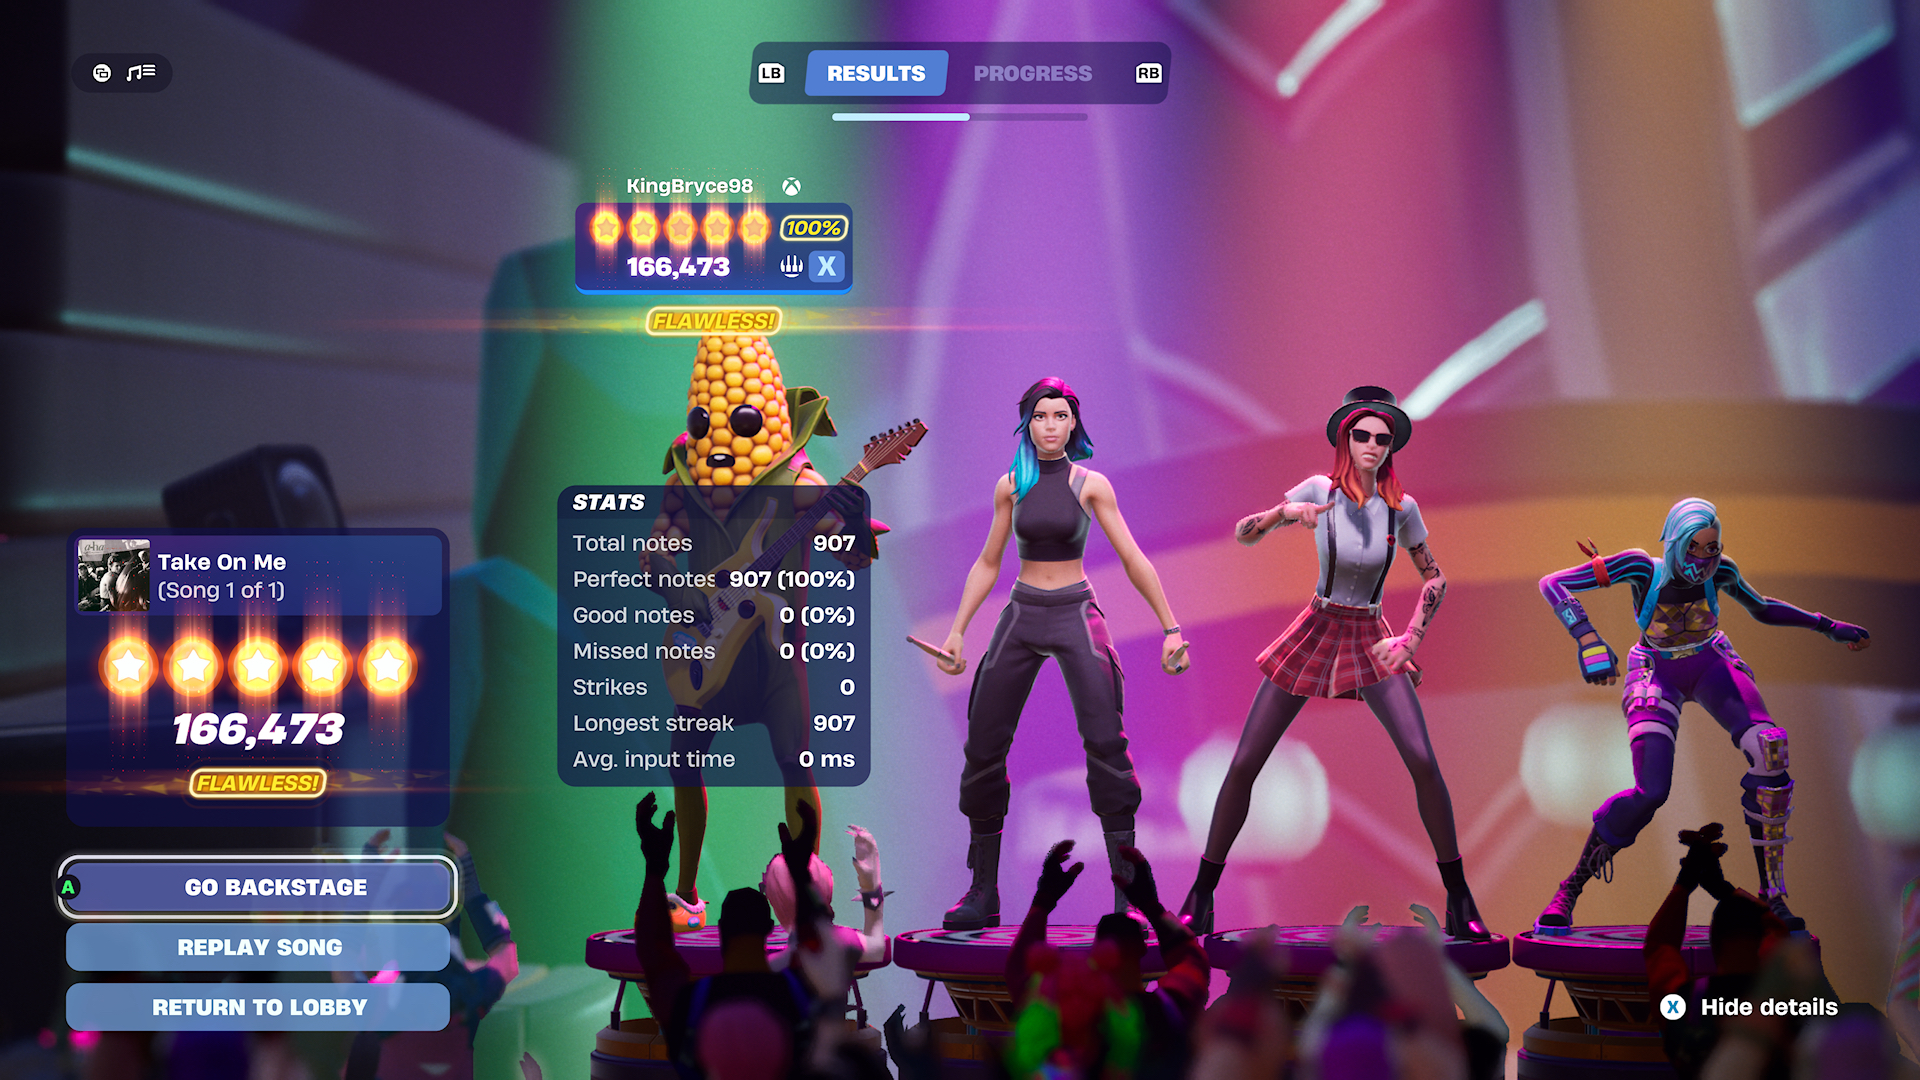 LB
RESULTS
PROGRESS
RB
KingBryce98
100%
166,473
X
FLAWLESS!
STATS
Total notes 907
Perfect notes 907 (100%)
Good notes 0 (0%)
Missed notes 0 (0%)
Strikes 0
Longest streak 907
Avg. input time 0 ms
a-ha
Take On Me
(Song 1 of 1)
166,473
FLAWLESS!
A GO BACKSTAGE
REPLAY SONG
RETURN TO LOBBY
X Hide details